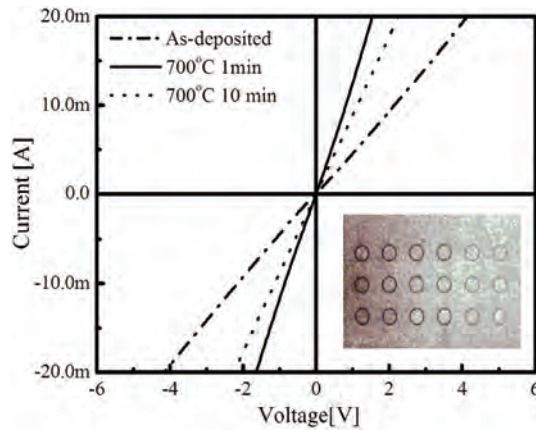 20.0m
10.0m
0.0
-10.0m
-20.0m
Current [A]
As-deposited
700°C 1min
700°C 10 min
-6 -4 -2 0 2 4 6
Voltage[V]